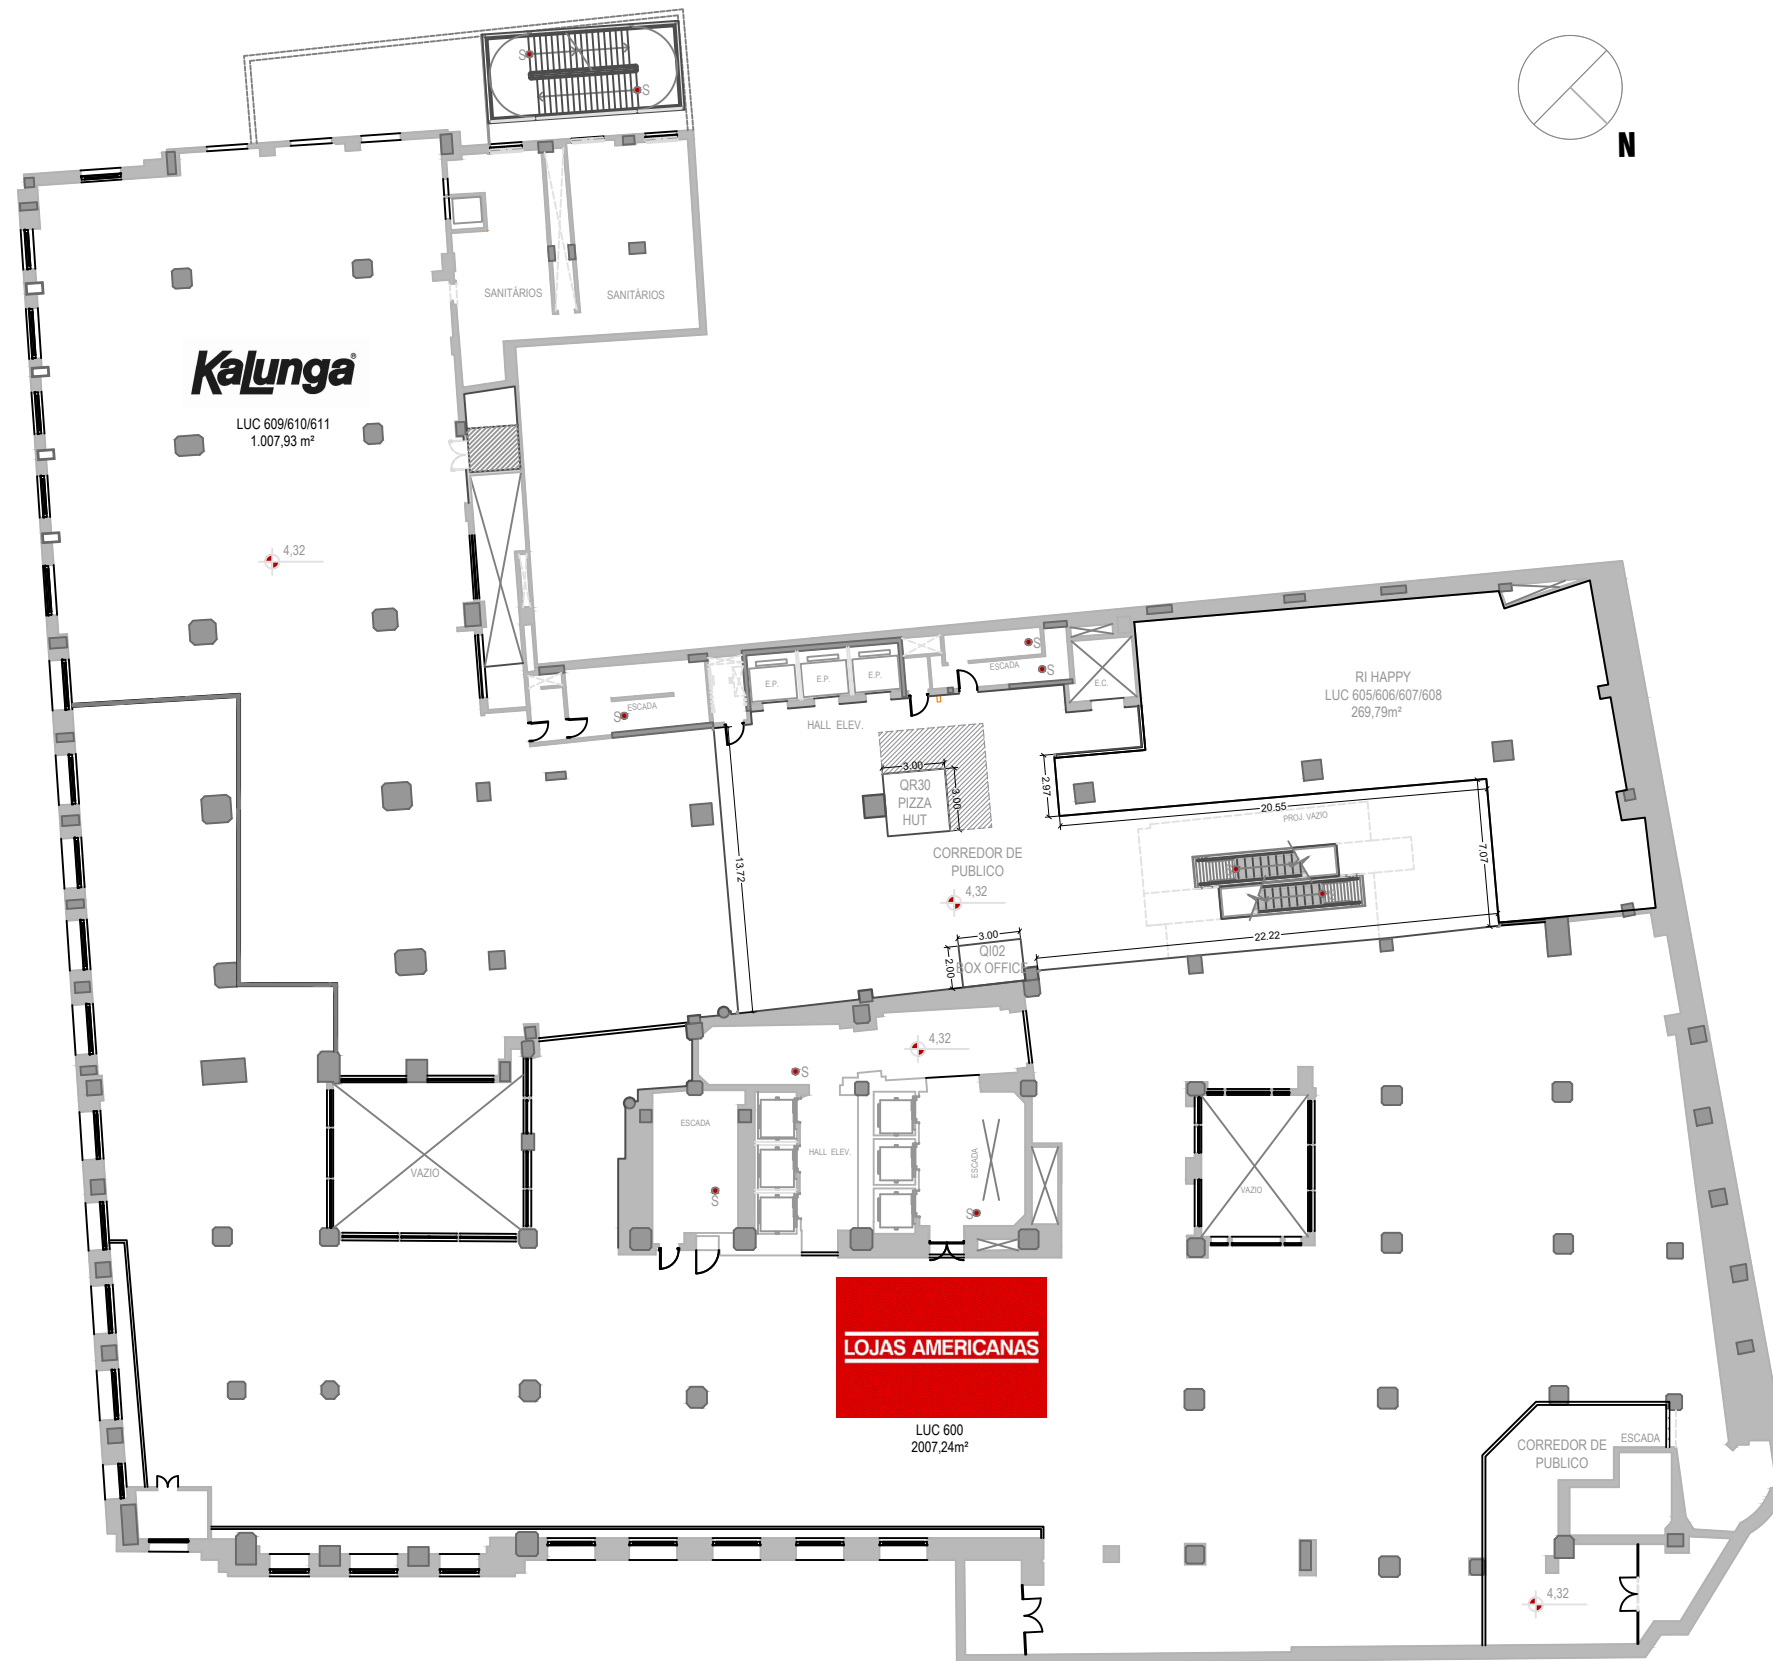 S
S
N
SANITÁRIOS
SANITÁRIOS
Kalunga®
LUC 609/610/611
1.007,93 m²
4,32
S
ESCADA
S
E.P.
E.P.
E.P.
E.C.
ESCADA
S
HALL ELEV.
RI HAPPY
LUC 605/606/607/608
269,79m²
3.00
3.00
QR30
PIZZA
HUT
2.97
20.55
PROJ. VAZIO
7.07
13.72
CORREDOR DE
PUBLICO
4,32
3.00
2.00
QI02
BOX OFFICE
22.22
4,32
S
ESCADA
S
HALL ELEV.
ESCADA
S
VAZIO
VAZIO
LOJAS AMERICANAS
LUC 600
2007,24m²
CORREDOR DE
PUBLICO
ESCADA
4,32